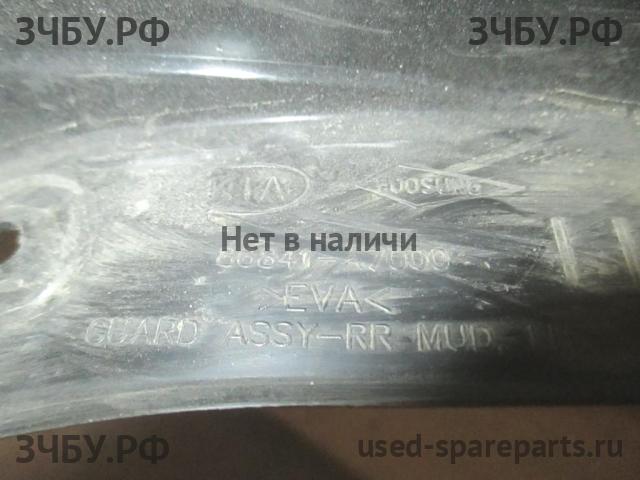 ЗЧБУ.РФ ЗЧБУ.РФ
KIA
Нет в наличи
>EVA<
GUARD ASSY-RR MUD,
ЗЧБУ.РФ used-spareparts.ru